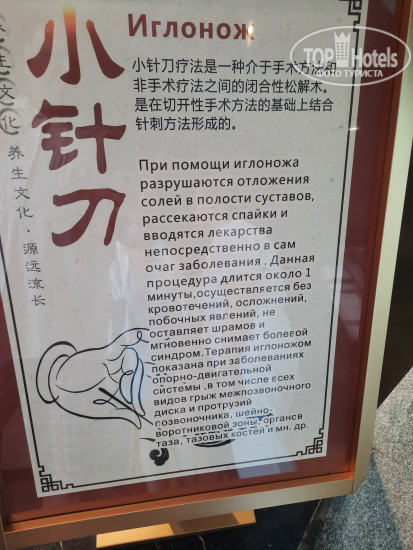 Иглонож
小针刀
小针刀疗法是一种介于手术方法和
非手术疗法之间的闭合性松解术。
是在切开性手术方法的基础上结合
针刺方法形成的。
При помощи иглоножа
разрушаются отложения
солей в полости суставов,
рассекаются спайки и
вводятся лекарства
непосредственно в сам
очаг заболевания . Данная
процедура длится около 1
минуты,осуществляется без
кровотечений, осложнений,
побочных явлений, не
оставляет шрамов и
мгновенно снимает болевой
синдром.Терапия иглоножом
показана при заболеваниях
опорно-двигательной
системы ,в том числе всех
видов грыж межпозвоночного
диска и протрузий
позвоночника, шейно-
воротниковой зоны, органов
таза, тазовых костей и мн. др.
养生文化
养生文化·源远流长
TOP Hotels
ФОТО ТУРИСТА